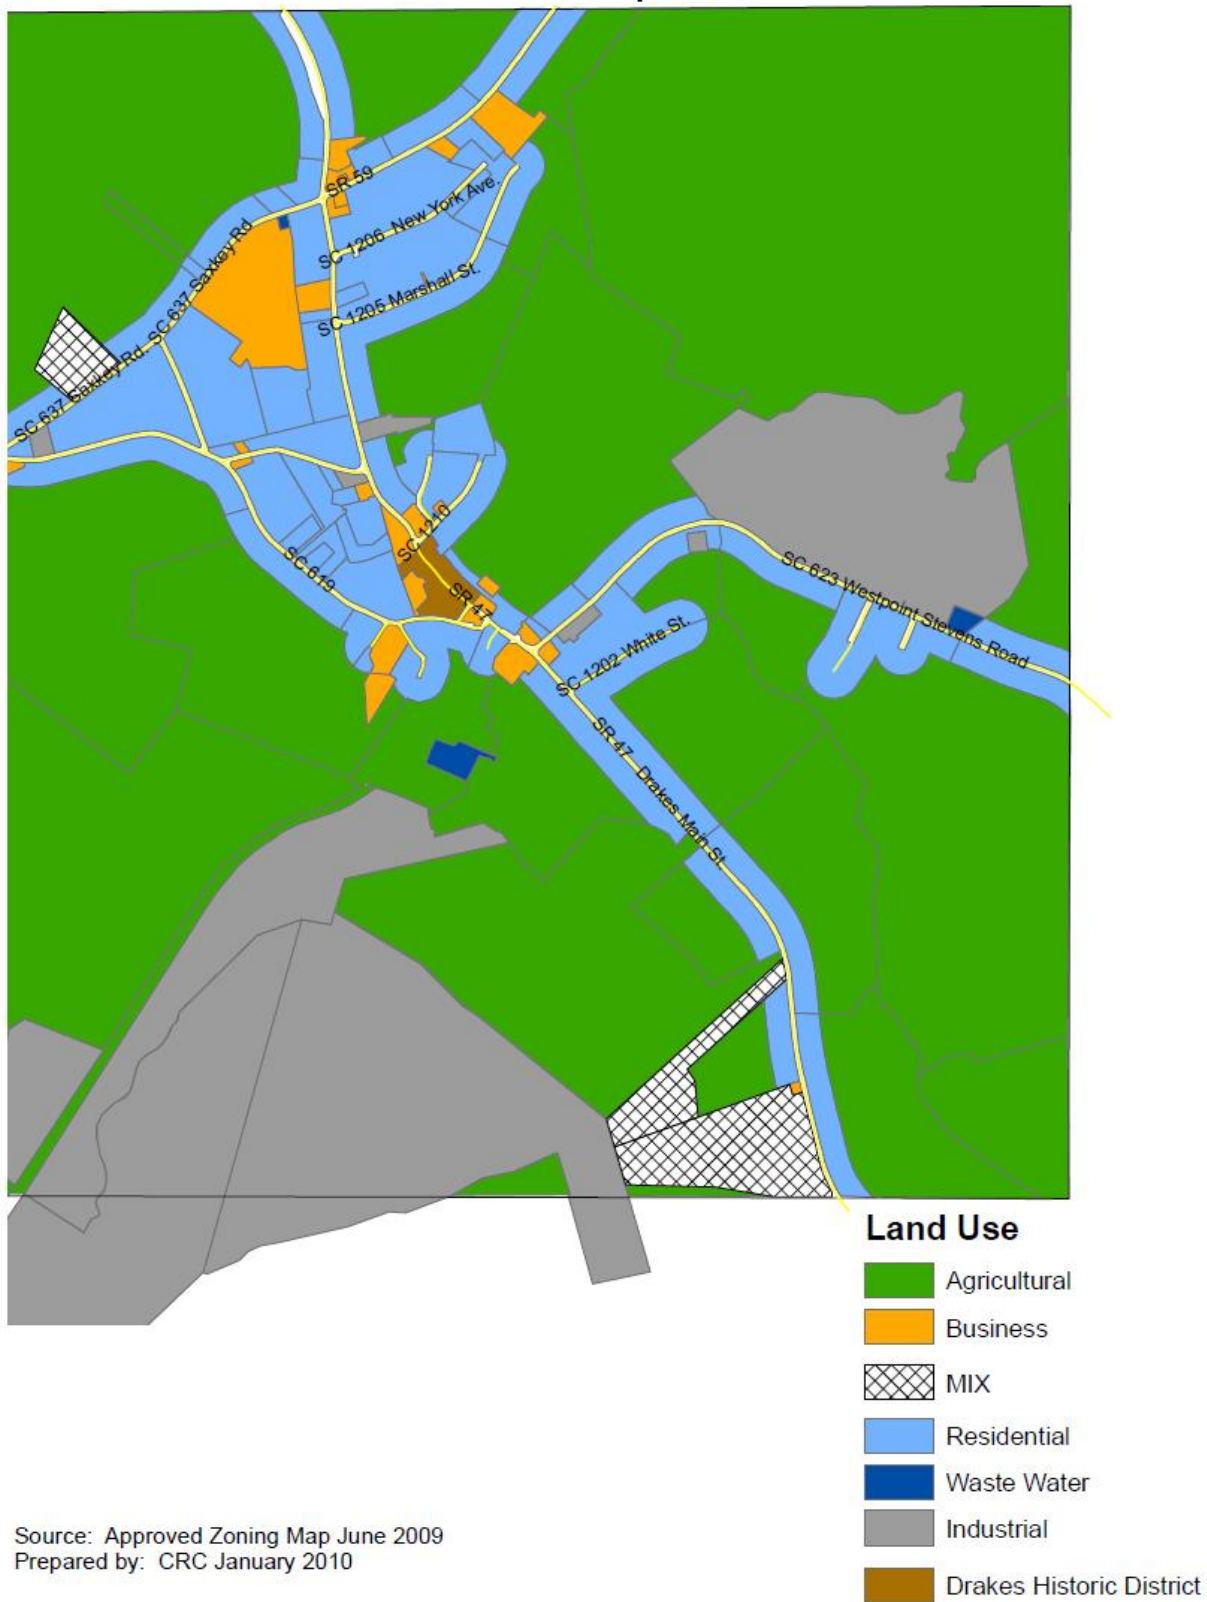 SR 59
SC 1206 New York Ave.
SC 637 Saxkey Rd
SC 1205 Marshall St.
SC 637 Saxkey Rd.
SC 1210
SC 619
SR 47
SC 623 Westpoint Stevens Road
SC 1202 White St.
SR 47 Drakes Main St.
Land Use
Agricultural
Business
MIX
Residential
Waste Water
Industrial
Drakes Historic District
Source: Approved Zoning Map June 2009
Prepared by: CRC January 2010